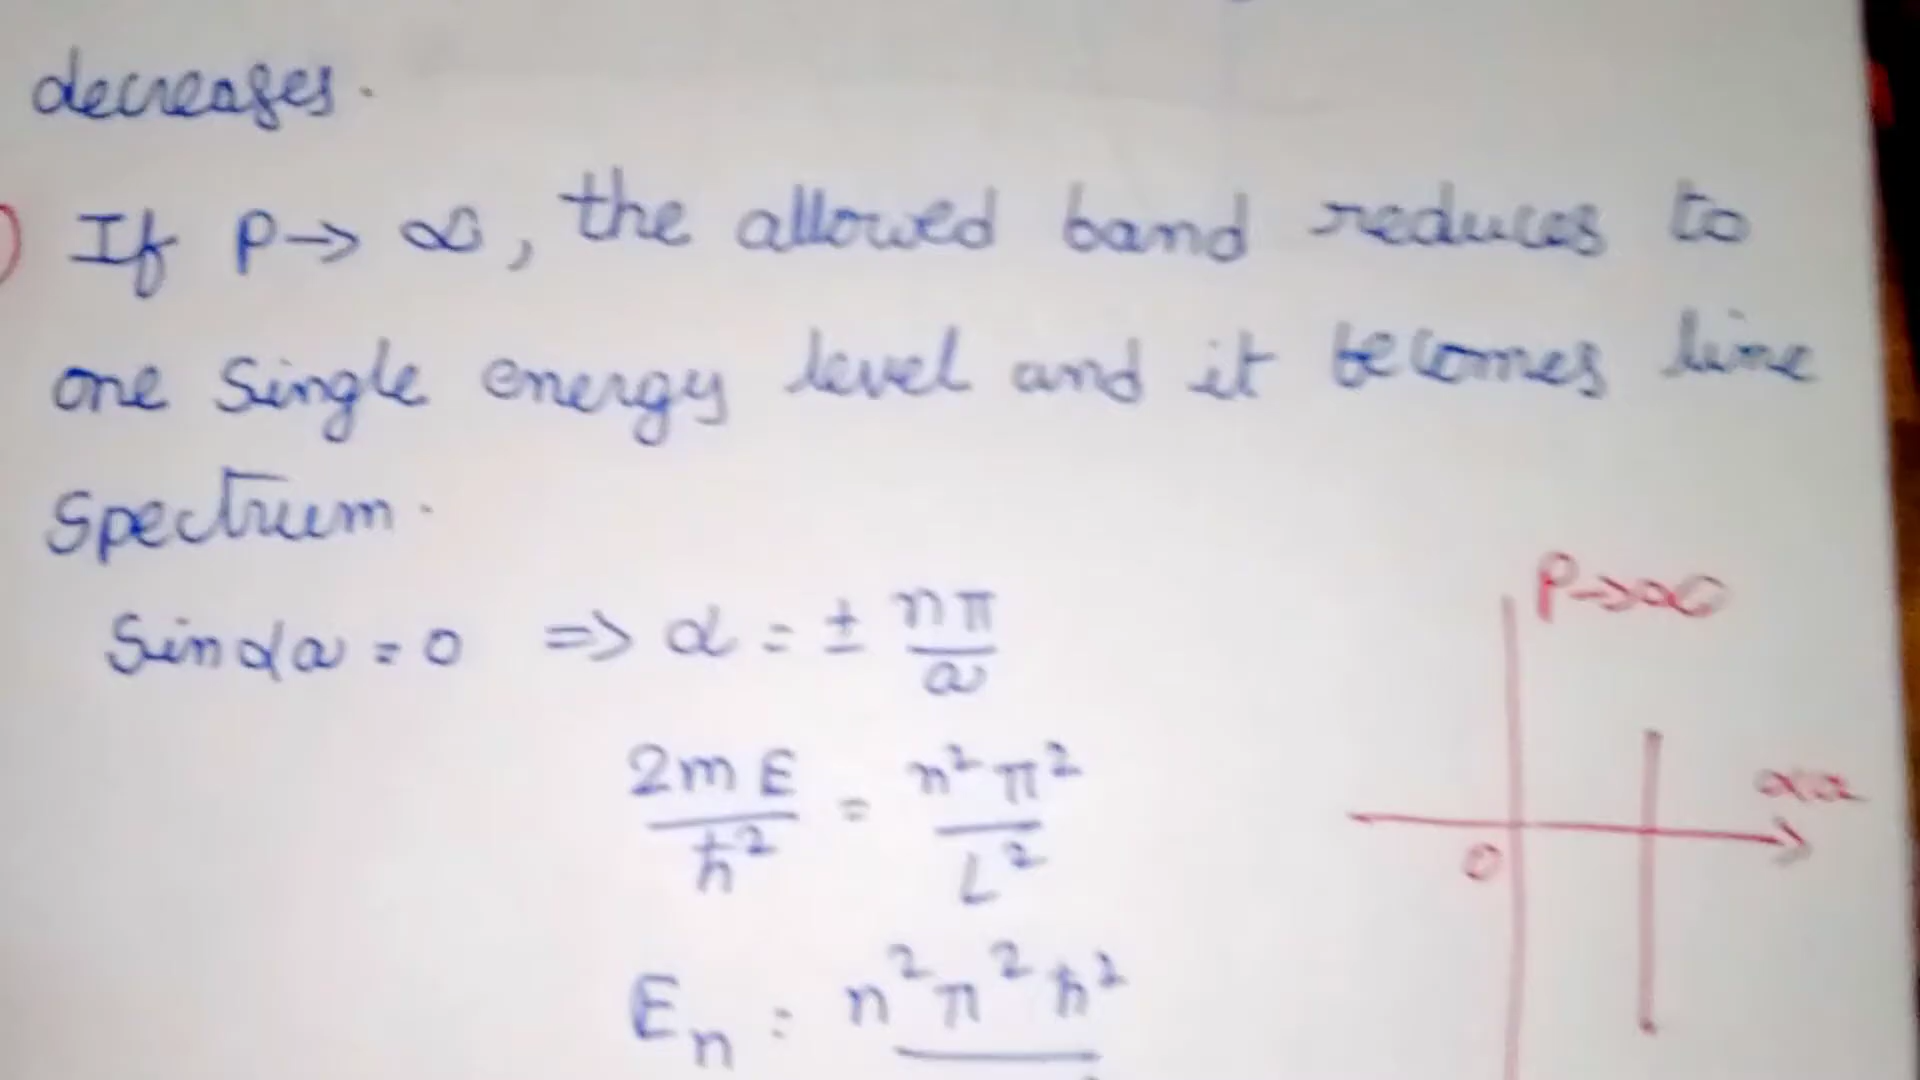 decreases.
) If P→ ∞, the allowed band reduces to
one single energy level and it becomes line
spectrum.
Sin αa = 0 => α = ± nπ/a
2mE/ħ² = n²π²/L²
En = n²π²ħ²
P→∞
αa
0